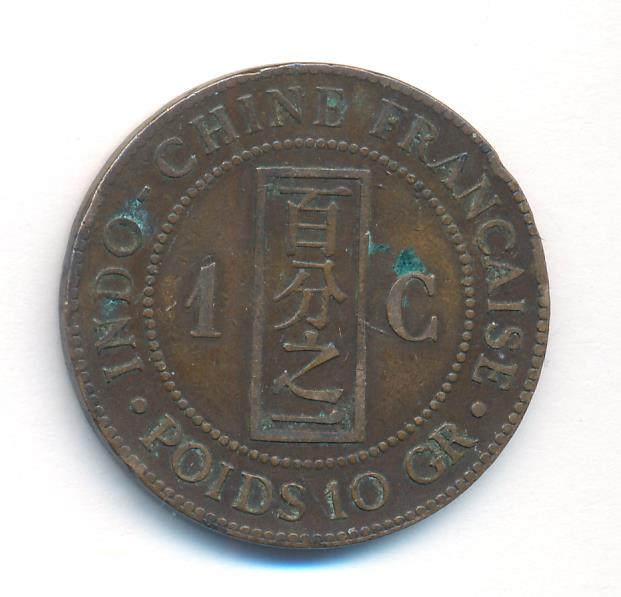 INDO-CHINE FRANÇAISE
1 C
百分之一
• POIDS 10 GR •